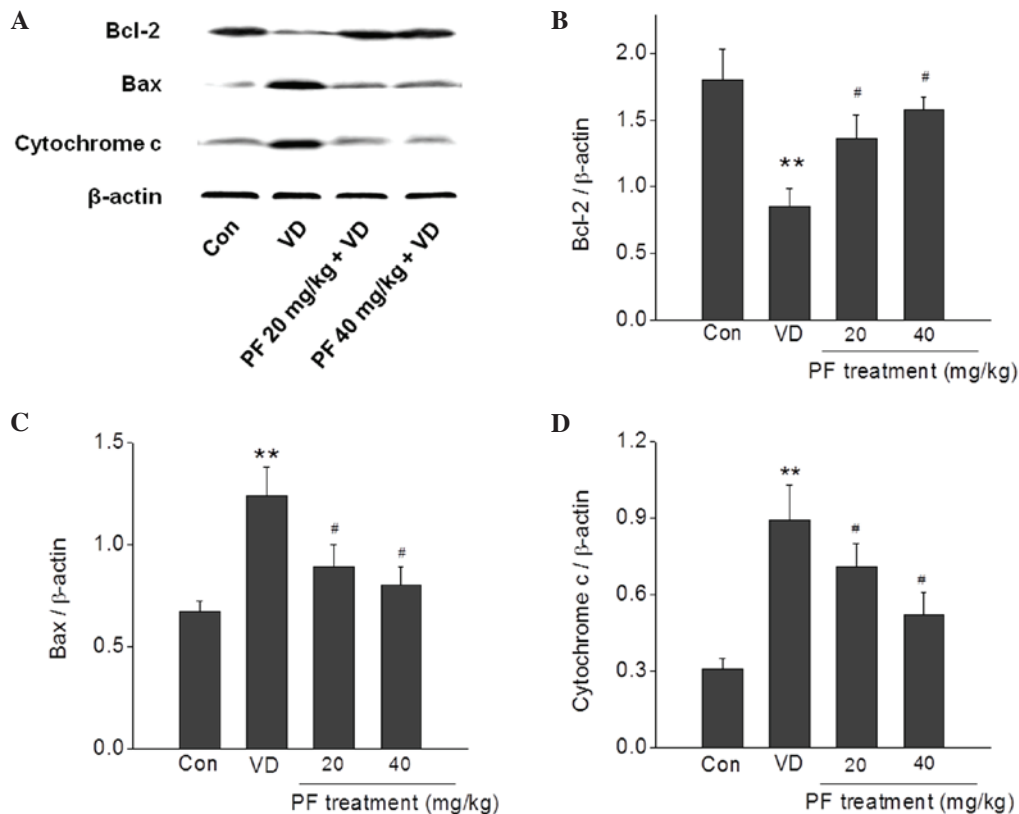 A
Bcl-2
Bax
Cytochrome c
β-actin
Con
VD
PF 20 mg/kg + VD
PF 40 mg/kg + VD
B
Bcl-2 / β-actin
2.0
1.5
1.0
0.5
0.0
**
#
#
Con VD 20 40
PF treatment (mg/kg)
C
Bax / β-actin
1.5
1.0
0.5
0.0
**
#
#
Con VD 20 40
PF treatment (mg/kg)
D
Cytochrome c / β-actin
1.2
0.9
0.6
0.3
0.0
**
#
#
Con VD 20 40
PF treatment (mg/kg)